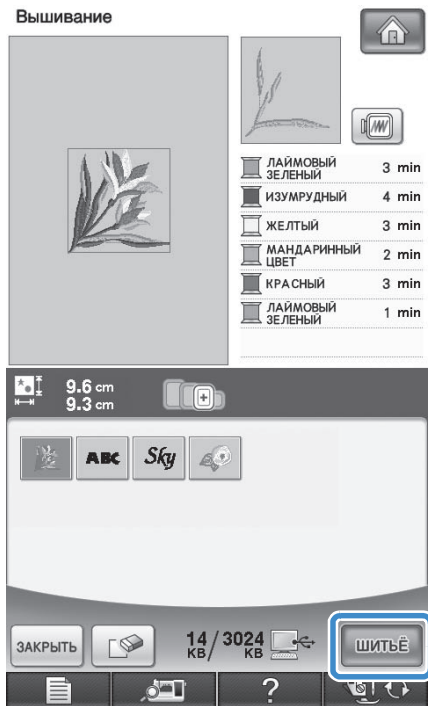 Вышивание
ЛАЙМОВЫЙ
ЗЕЛЕНЫЙ
3 min
ИЗУМРУДНЫЙ 4 min
ЖЕЛТЫЙ 3 min
МАНДАРИННЫЙ
ЦВЕТ
2 min
КРАСНЫЙ 3 min
ЛАЙМОВЫЙ
ЗЕЛЕНЫЙ
1 min
9.6 cm
9.3 cm
ABC Sky
ЗАКРЫТЬ
14 / 3024
KB KB
ШИТЬЁ
?